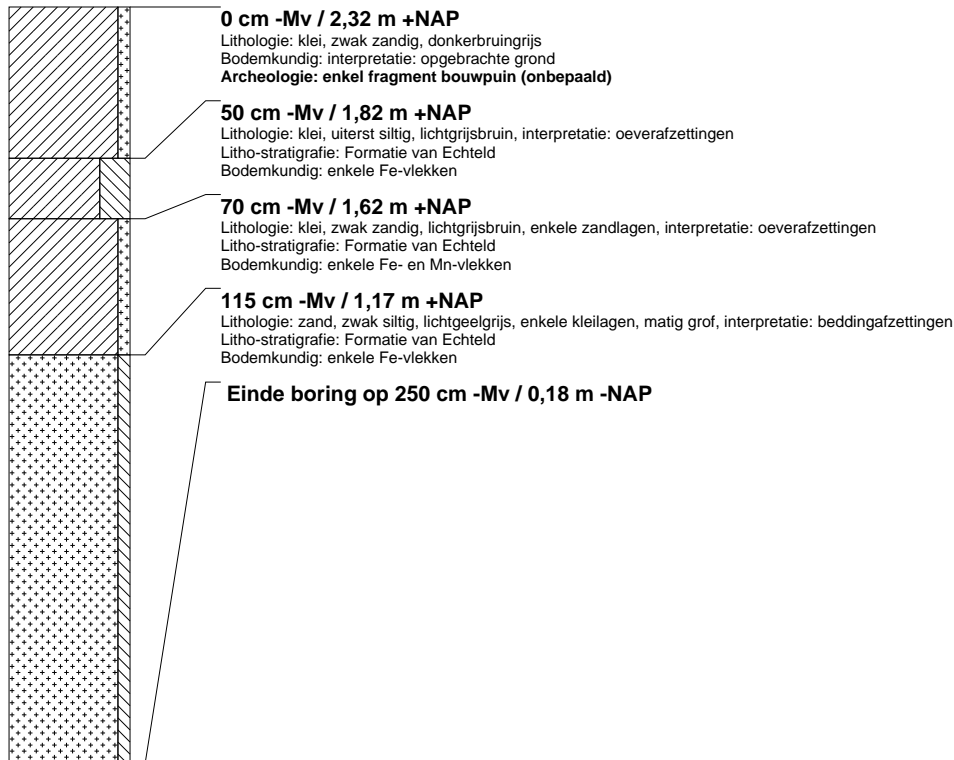 0 cm -Mv / 2,32 m +NAP
Lithologie: klei, zwak zandig, donkerbruingrijs
Bodemkundig: interpretatie: opgebrachte grond
Archeologie: enkel fragment bouwpuin (onbepaald)
50 cm -Mv / 1,82 m +NAP
Lithologie: klei, uiterst siltig, lichtgrijsbruin, interpretatie: oeverafzettingen
Litho-stratigrafie: Formatie van Echteld
Bodemkundig: enkele Fe-vlekken
70 cm -Mv / 1,62 m +NAP
Lithologie: klei, zwak zandig, lichtgrijsbruin, enkele zandlagen, interpretatie: oeverafzettingen
Litho-stratigrafie: Formatie van Echteld
Bodemkundig: enkele Fe- en Mn-vlekken
115 cm -Mv / 1,17 m +NAP
Lithologie: zand, zwak siltig, lichtgeelgrijs, enkele kleilagen, matig grof, interpretatie: beddingafzettingen
Litho-stratigrafie: Formatie van Echteld
Bodemkundig: enkele Fe-vlekken
Einde boring op 250 cm -Mv / 0,18 m -NAP